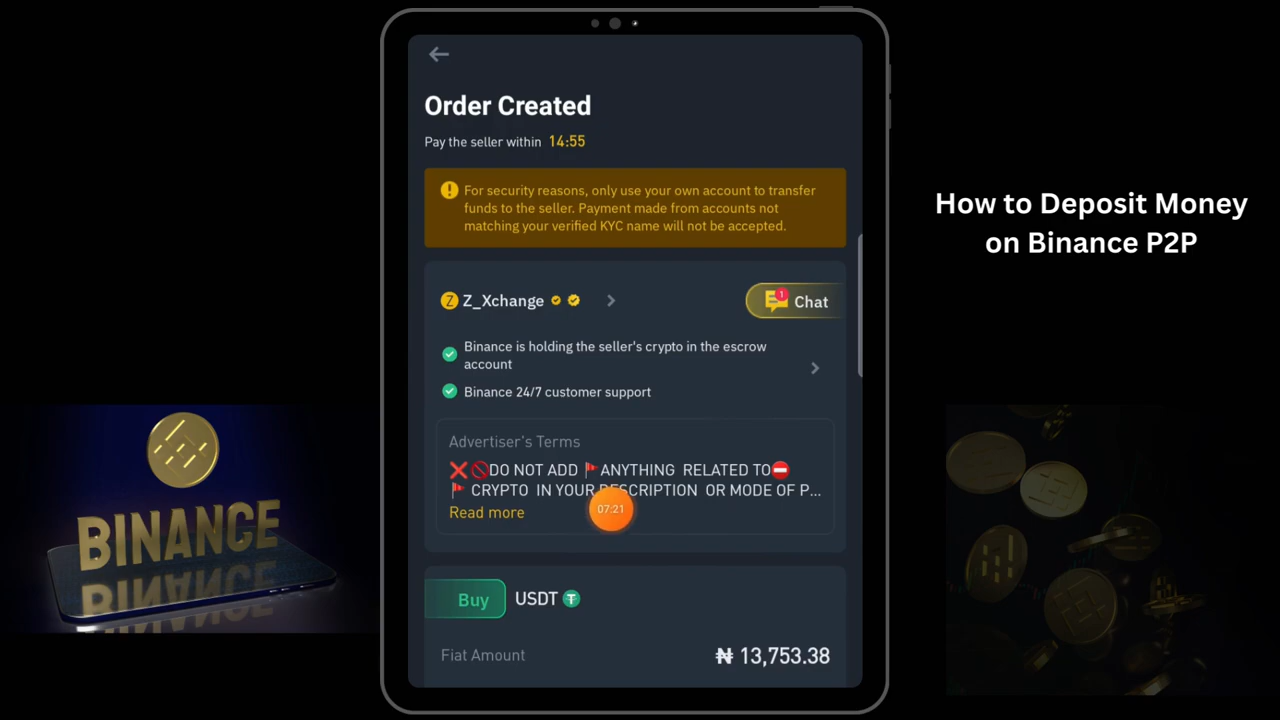 Order Created
Pay the seller within 14:55
For security reasons, only use your own account to transfer
funds to the seller. Payment made from accounts not
matching your verified KYC name will not be accepted.
Z Z_Xchange
1 Chat
Binance is holding the seller's crypto in the escrow
account
Binance 24/7 customer support
Advertiser's Terms
❌🚫DO NOT ADD 🚩ANYTHING RELATED TO⛔
🚩 CRYPTO IN YOUR DESCRIPTION OR MODE OF P...
Read more
07:21
Buy USDT
Fiat Amount ₦ 13,753.38
How to Deposit Money
on Binance P2P
BINANCE